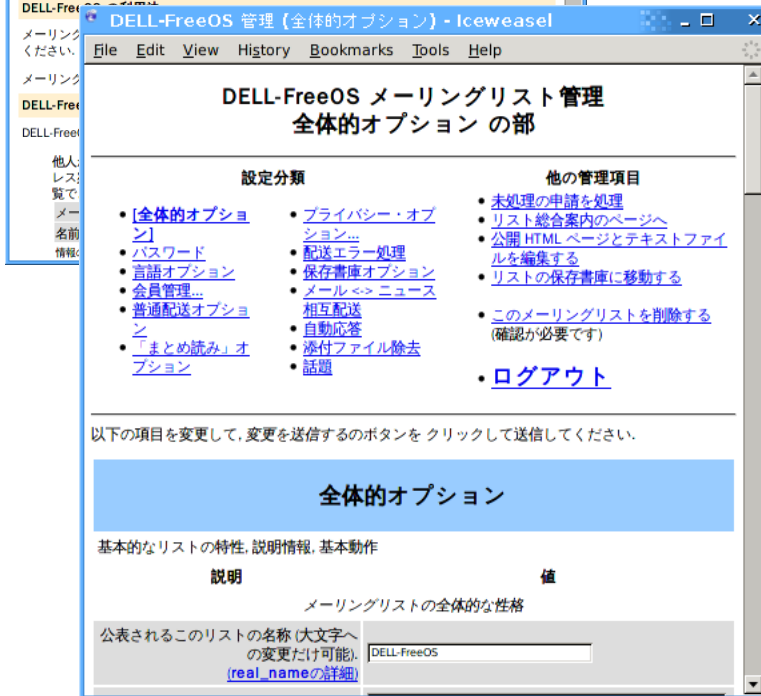 DELL-Free
メーリング
ください.
メーリング
DELL-Free
DELL-Free
他人
レス
覧で
メー
名前
情報の
DELL-FreeOS 管理 {全体的オプション} - Iceweasel
File Edit View History Bookmarks Tools Help
DELL-FreeOS メーリングリスト管理
全体的オプション の部
設定分類
[全体的オプショ
ン]
パスワード
言語オプション
会員管理...
普通配送オプショ
ン
「まとめ読み」オ
プション
プライバシー・オプ
ション...
配送エラー処理
保存書庫オプション
メール <-> ニュース
相互配送
自動応答
添付ファイル除去
話題
他の管理項目
未処理の申請を処理
リスト総合案内のページへ
公開 HTML ページとテキストファイ
ルを編集する
リストの保存書庫に移動する
このメーリングリストを削除する
(確認が必要です)
ログアウト
以下の項目を変更して, 変更を送信するのボタンを クリックして送信してください.
全体的オプション
基本的なリストの特性, 説明情報, 基本動作
説明 値
メーリングリストの全体的な性格
公表されるこのリストの名称 (大文字へ
の変更だけ可能).
(real_nameの詳細)
DELL-FreeOS